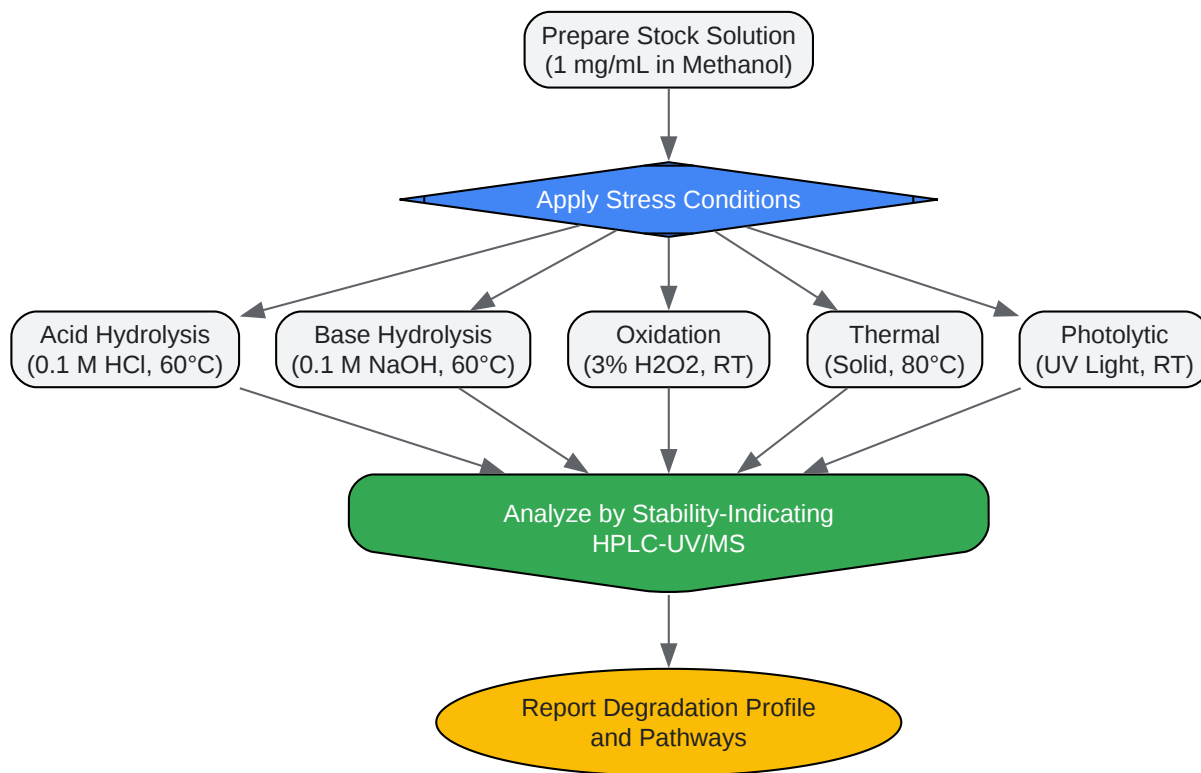 Prepare Stock Solution
(1 mg/mL in Methanol)
Apply Stress Conditions
Acid Hydrolysis
(0.1 M HCl, 60°C)
Base Hydrolysis
(0.1 M NaOH, 60°C)
Oxidation
(3% H2O2, RT)
Thermal
(Solid, 80°C)
Photolytic
(UV Light, RT)
Analyze by Stability-Indicating
HPLC-UV/MS
Report Degradation Profile
and Pathways